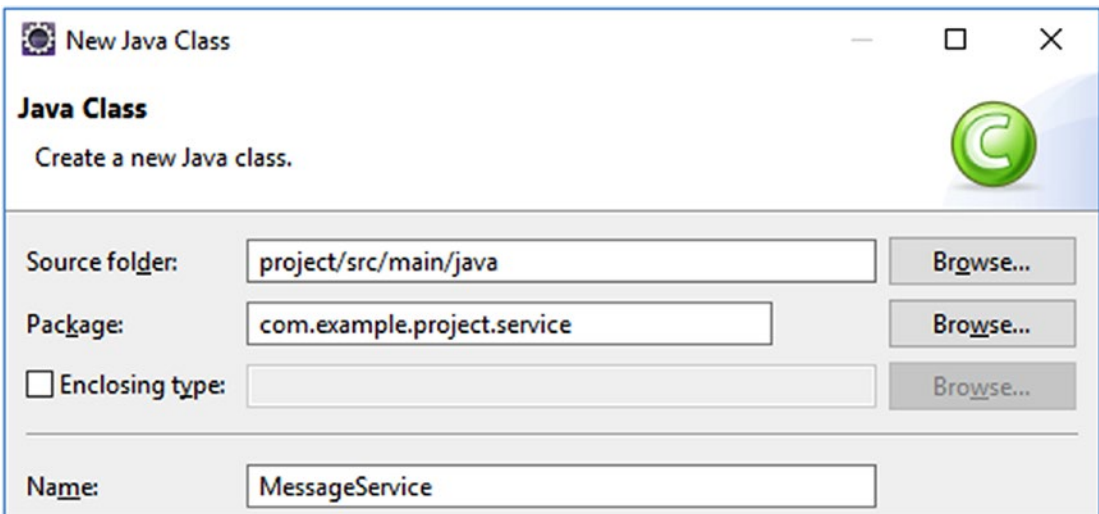 New Java Class
Java Class
Create a new Java class.
Source folder: project/src/main/java Browse...
Package: com.example.project.service Browse...
Enclosing type: Browse...
Name: MessageService